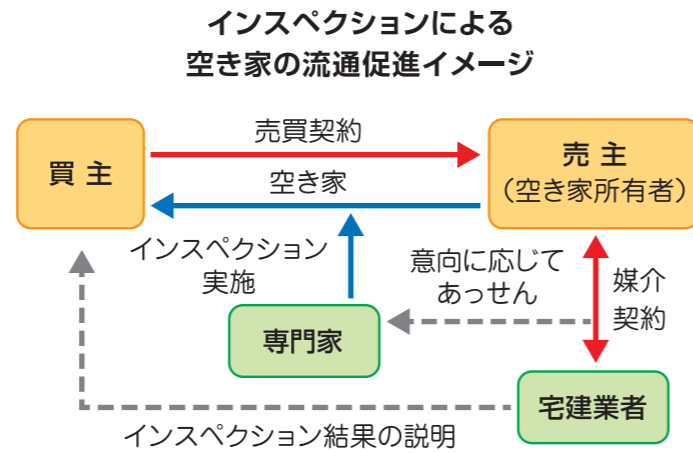 インスペクションによる
空き家の流通促進イメージ
買主
売買契約
空き家
売主
（空き家所有者）
インスペクション
実施
意向に応じて
あっせん
媒介
契約
専門家
宅建業者
インスペクション結果の説明